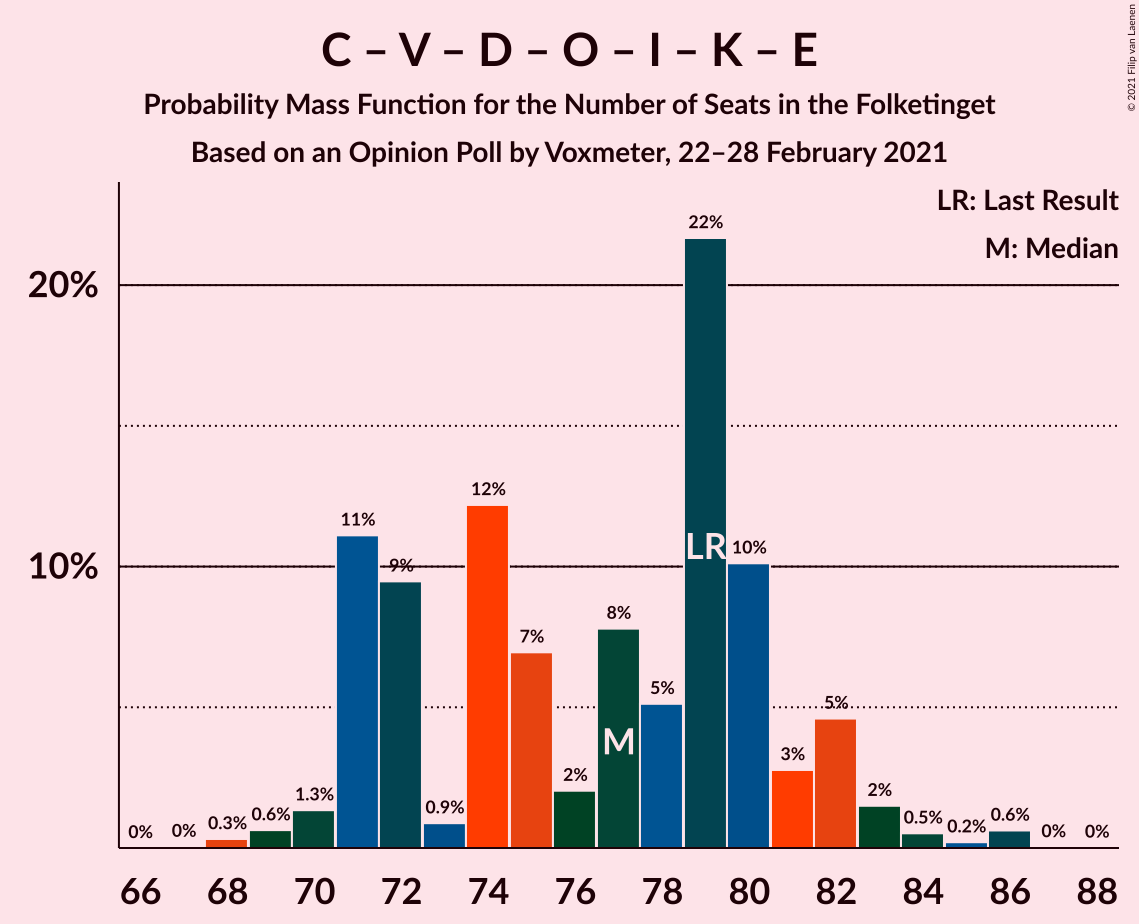 C – V – D – O – I – K – E
Probability Mass Function for the Number of Seats in the Folketinget
Based on an Opinion Poll by Voxmeter, 22–28 February 2021
© 2021 Filip van Laenen
LR: Last Result
M: Median
20%
10%
0%
0%
0.3%
0.6%
1.3%
11%
9%
0.9%
12%
7%
2%
8%
M
5%
22%
LR
10%
3%
5%
2%
0.5%
0.2%
0.6%
0%
0%
66 68 70 72 74 76 78 80 82 84 86 88